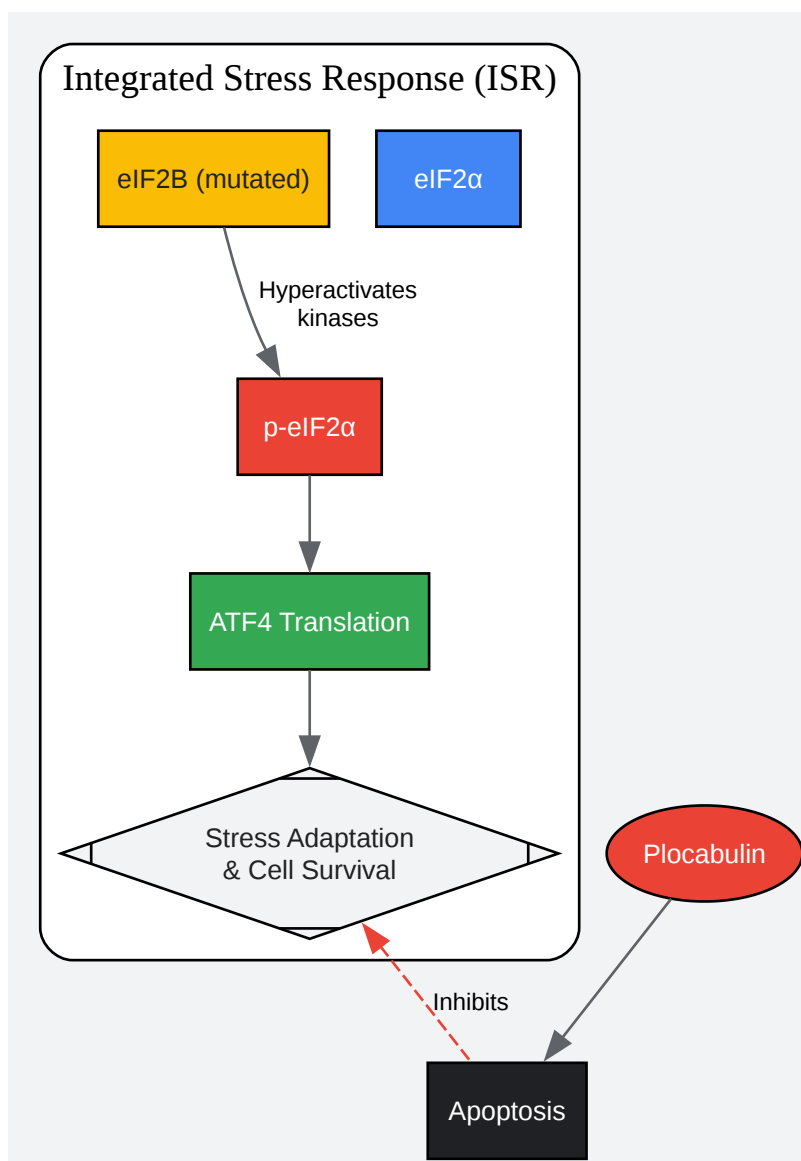 Integrated Stress Response (ISR)
eIF2B (mutated)
eIF2α
Hyperactivates
kinases
p-eIF2α
ATF4 Translation
Stress Adaptation
& Cell Survival
Plocabulin
Inhibits
Apoptosis